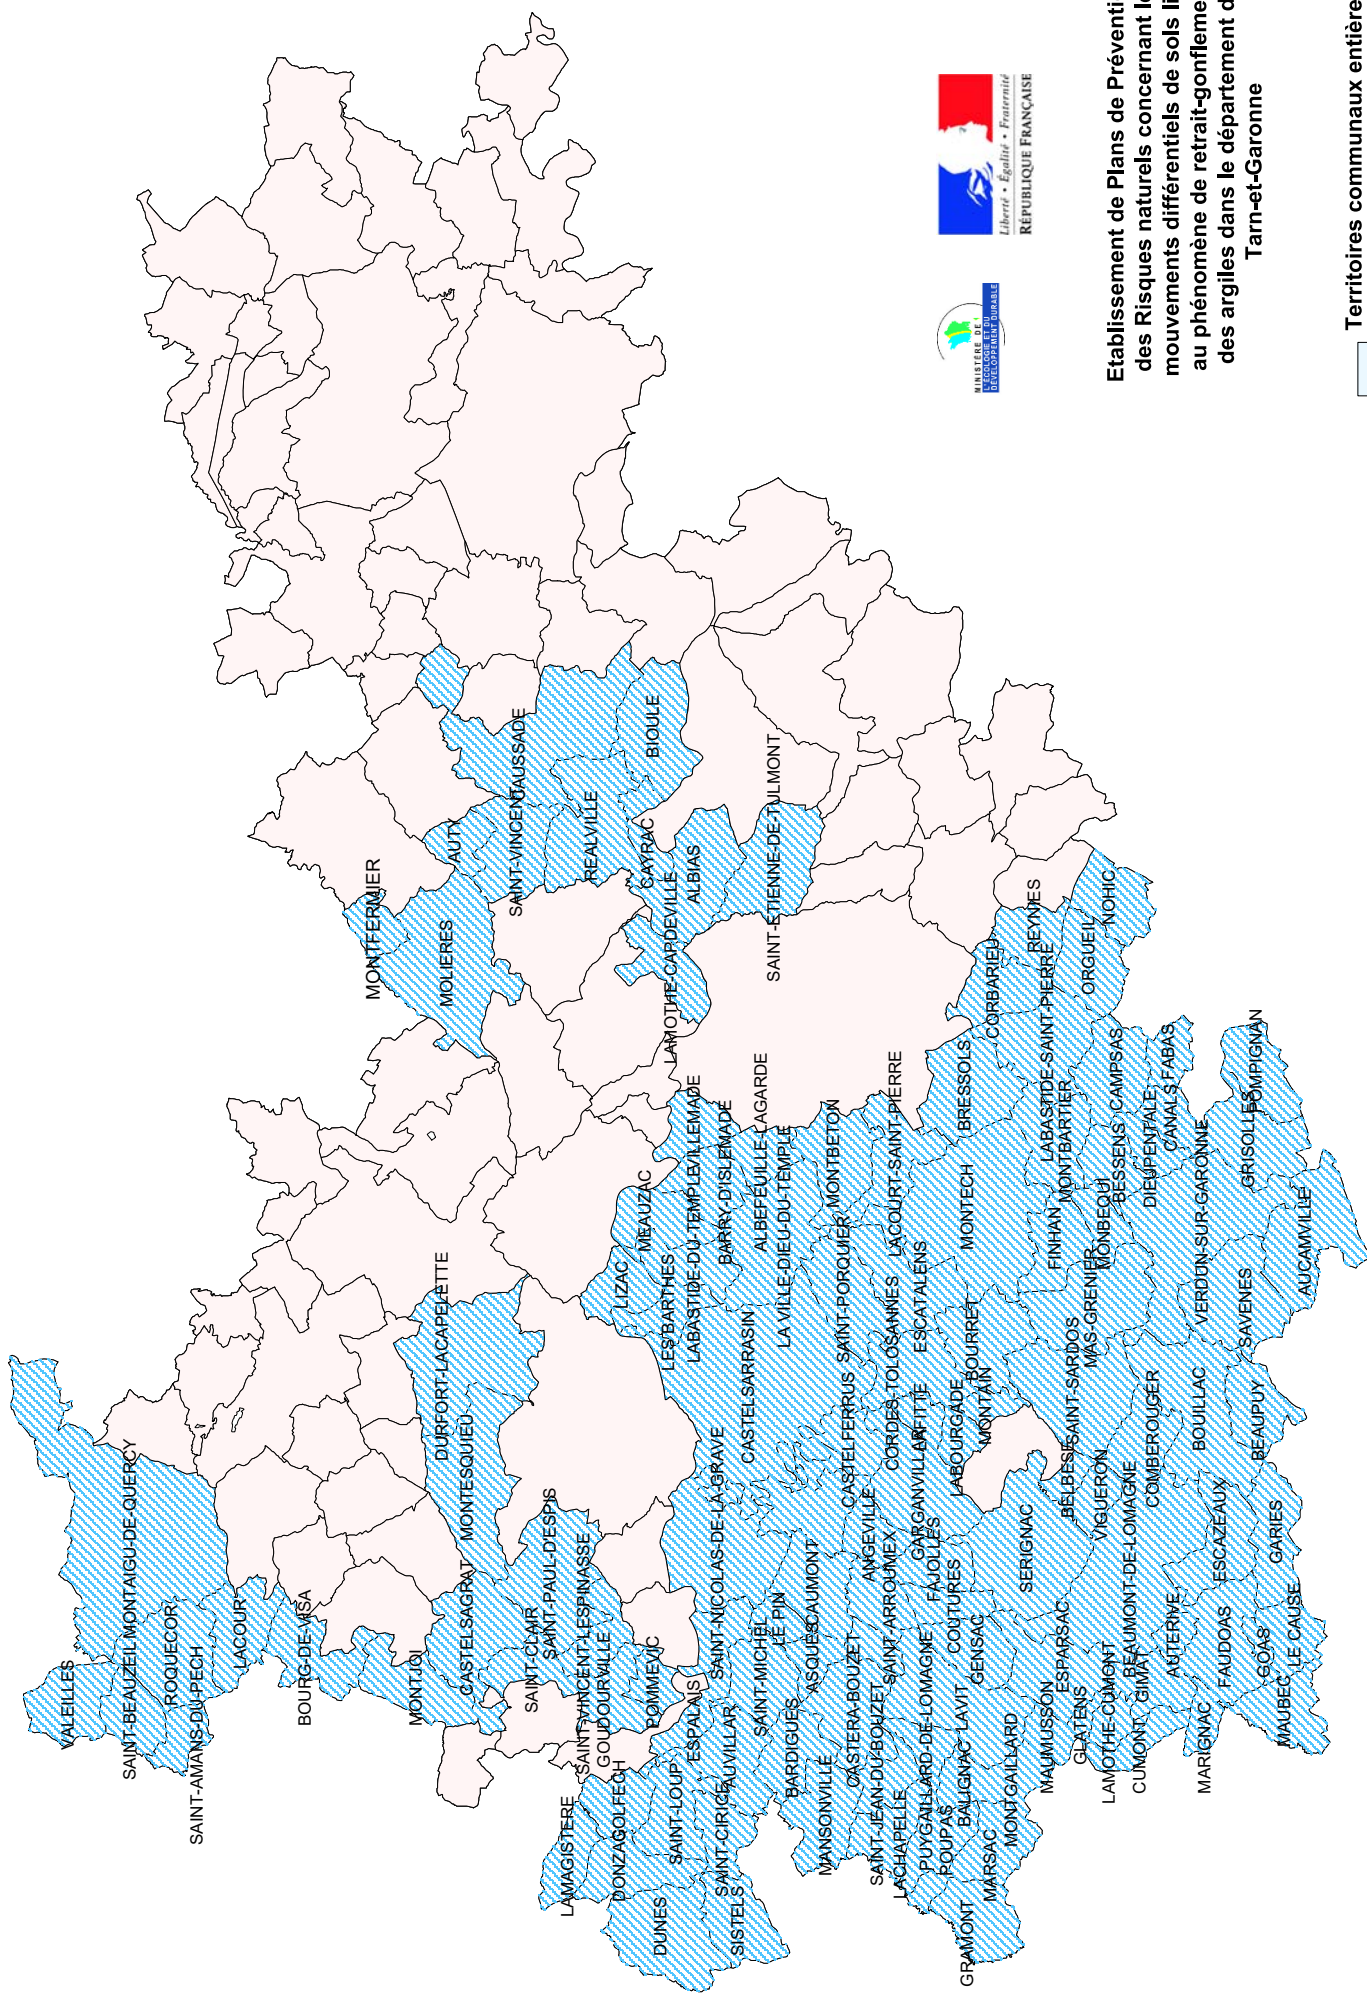 Liberté • Égalité • Fraternité
RÉPUBLIQUE FRANÇAISE
MINISTÈRE DE
L'ÉCOLOGIE ET DU
DÉVELOPPEMENT DURABLE
Etablissement de Plans de Préventi
des Risques naturels concernant l
mouvements différentiels de sols li
au phénomène de retrait-gonfleme
des argiles dans le département d
Tarn-et-Garonne
Territoires communaux entière
VALEILLES
SAINT-BEAUZEIL
MONTAIGU-DE-QUERCY
ROQUECOR
SAINT-AMANS-DU-PECH
LACOUR
BOURG-DE-VISA
MONTJOI
MONTFERMIER
MOLIERES
AUTY
SAINT-VINCENT
CAUSSADE
REALVILLE
BIOULE
CAYRAC
LAMOTHE-CAPDEVILLE
ALBIAS
SAINT-ETIENNE-DE-TULMONT
DURFORT-LACAPELETTE
MONTESQUIEU
CASTELSAGRAT
SAINT-CLAIR
SAINT-PAUL-D'ESPIS
SAINT-VINCENT-LESPINASSE
GOUDOURVILLE
POMMEVIC
LAMAGISTERE
DONZAC
GOLFECH
ESPALAIS
SAINT-LOUP
AUVILLAR
SAINT-CIRICE
DUNES
SISTELS
LIZAC
MEAUZAC
LES BARTHES
LABASTIDE-DU-TEMPLE
VILLEMADE
BARRY-D'ISLEMADE
ALBEFEUILLE-LAGARDE
LA VILLE-DIEU-DU-TEMPLE
CASTELSARRASIN
SAINT-NICOLAS-DE-LA-GRAVE
SAINT-MICHEL
LE PIN
BARDIGUES
ASQUES
CAUMONT
MANSONVILLE
MONTBETON
SAINT-PORQUIER
CASTELFERRUS
CASTERA-BOUZET
ANGEVILLE
SAINT-JEAN-DU-BOUZET
SAINT-ARROUMEX
LACHAPELLE
LACOURT-SAINT-PIERRE
CORDES-TOLOSANNES
ESCATALENS
LAFITTE
GARGANVILLAR
FAJOLLES
PUYGAILLARD-DE-LOMAGNE
POUPAS
COUTURES
BALIGNAC
LAVIT
GENSAC
MARSAC
GRAMONT
MONTGAILLARD
BRESSOLS
CORBARIEU
MONTECH
BOURRET
LABOURGADE
MONTAIN
SERIGNAC
REYNIES
LABASTIDE-SAINT-PIERRE
ORGUEIL
NOHIC
MONTBARTIER
FINHAN
CAMPSAS
BESSENS
MONBEQUI
MAS-GRENIER
SAINT-SARDOS
BELBESE
ESPARSAC
MAUMUSSON
GLATENS
VIGUERON
LAMOTHE-CUMONT
BEAUMONT-DE-LOMAGNE
GIMAT
CUMONT
DIEUPENTALE
CANALS
FABAS
COMBEROUGER
AUTERIVE
VERDUN-SUR-GARONNE
BOUILLAC
ESCAZEAUX
FAUDOAS
MARIGNAC
POMPIGNAN
GRISOLLES
SAVENES
BEAUPUY
GARIES
GOAS
LE CAUSE
MAUBEC
AUCAMVILLE